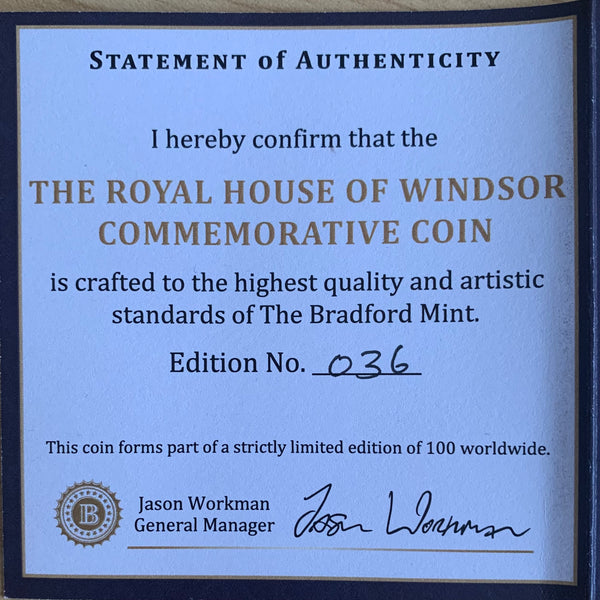 STATEMENT of AUTHENTICITY
I hereby confirm that the
THE ROYAL HOUSE OF WINDSOR
COMMEMORATIVE COIN
is crafted to the highest quality and artistic
standards of The Bradford Mint.
Edition No. 036
This coin forms part of a strictly limited edition of 100 worldwide.
B
Jason Workman
General Manager
Jason Workman